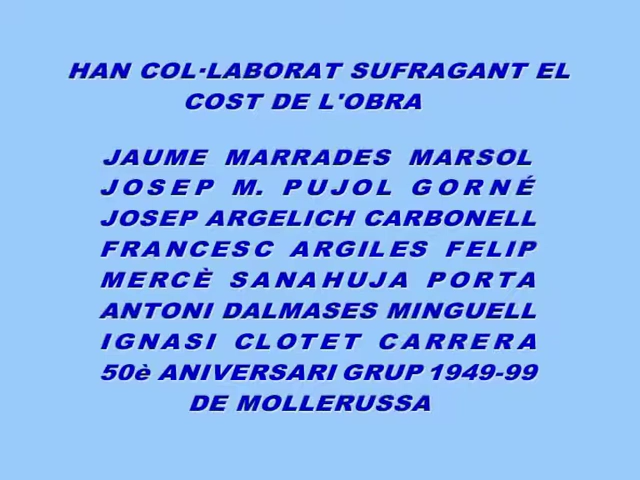 HAN COL·LABORAT SUFRAGANT EL
COST DE L'OBRA
JAUME MARRADES MARSOL
JOSEP M. PUJOL GORNÉ
JOSEP ARGELICH CARBONELL
FRANCESC ARGILES FELIP
MERCÈ SANAHUJA PORTA
ANTONI DALMASES MINGUELL
IGNASI CLOTET CARRERA
50è ANIVERSARI GRUP 1949-99
DE MOLLERUSSA